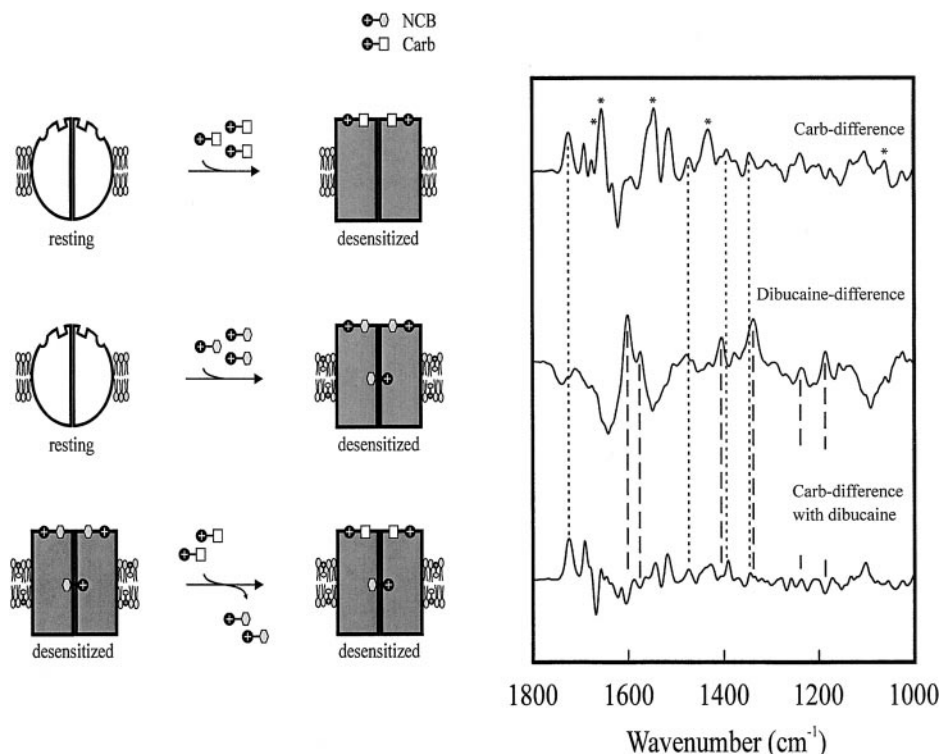 NCB
Carb
resting
desensitized
Carb-difference
resting
desensitized
Dibucaine-difference
desensitized
desensitized
Carb-difference
with dibucaine
* * * * *
+ + + + + + + + + + + + + + + + + + +
1800 1600 1400 1200 1000
Wavenumber (cm-1)